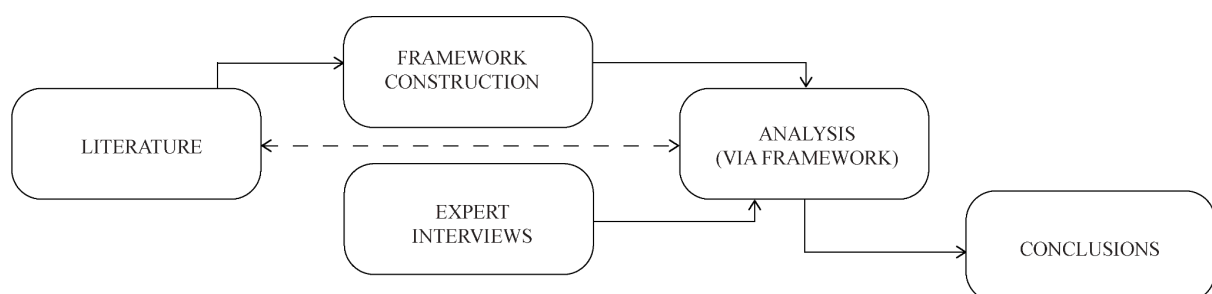 FRAMEWORK
CONSTRUCTION
LITERATURE
ANALYSIS
(VIA FRAMEWORK)
EXPERT
INTERVIEWS
CONCLUSIONS